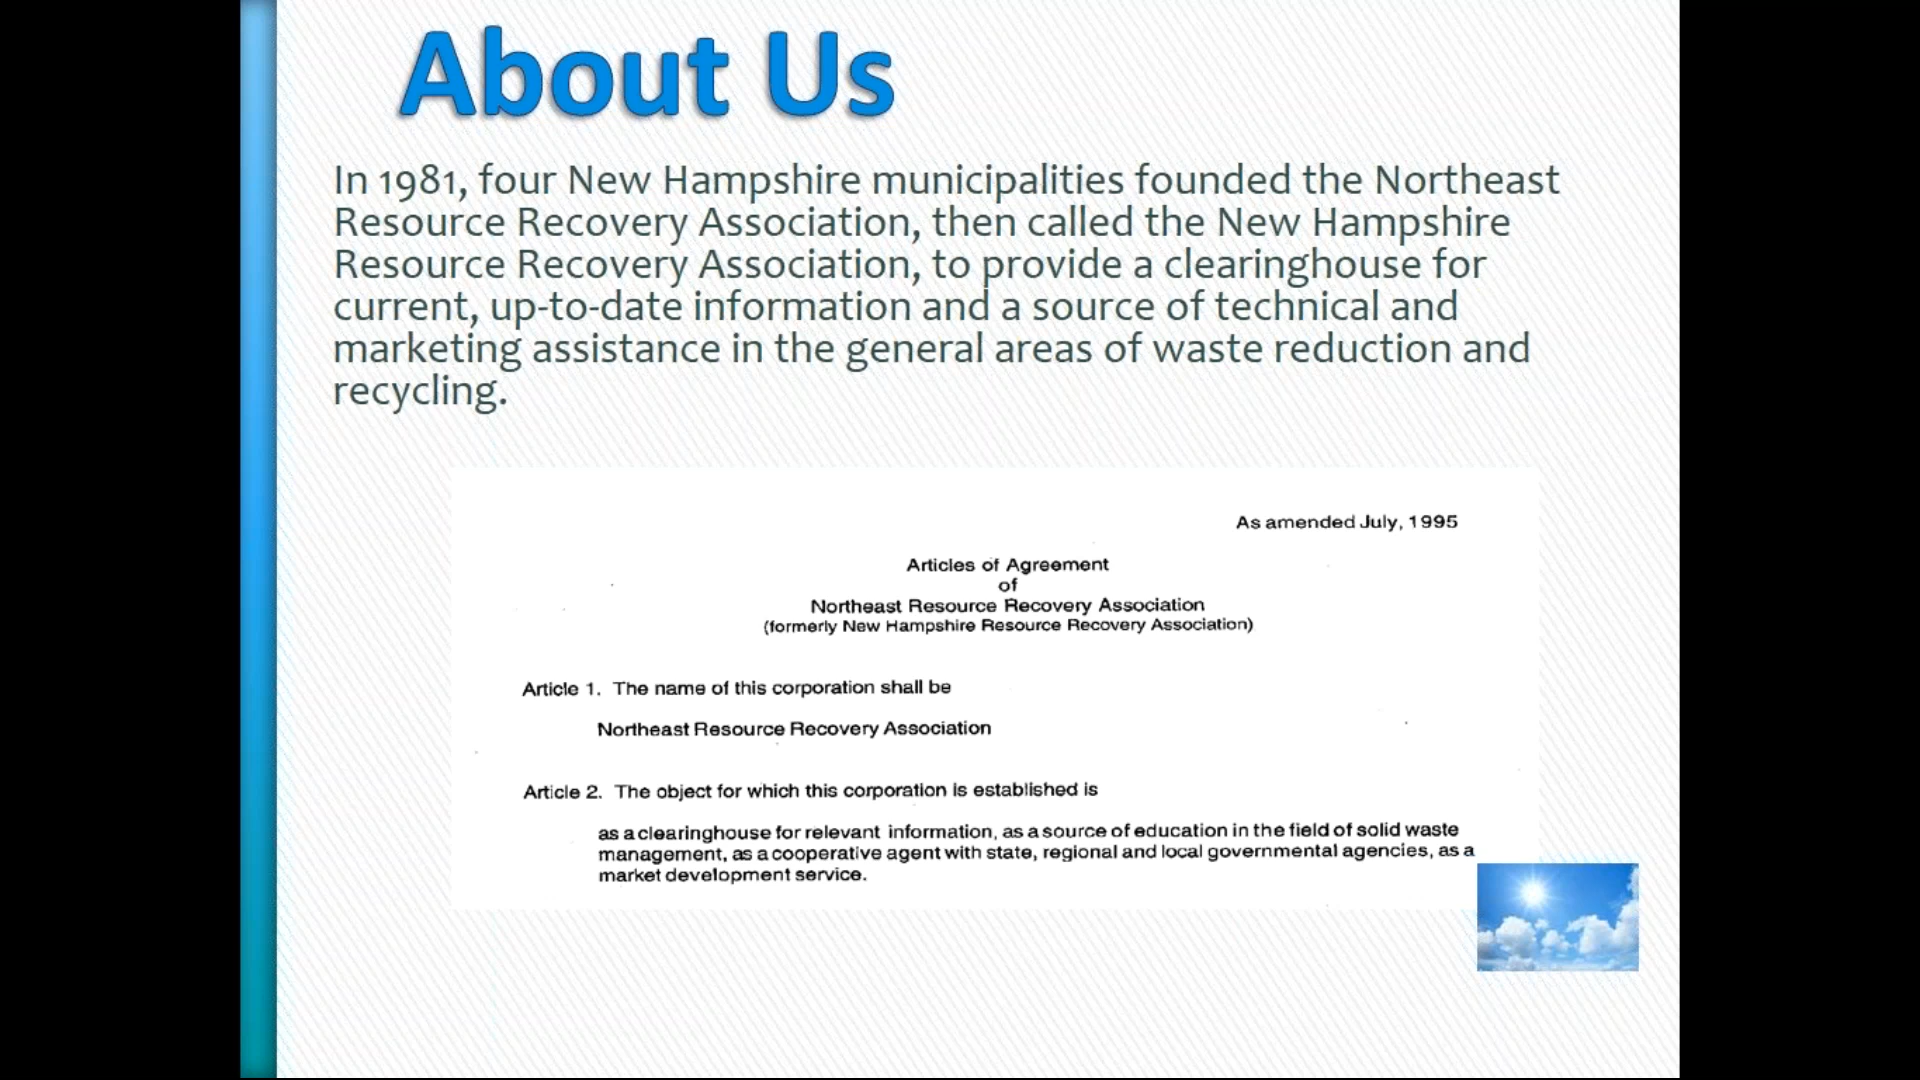 About Us
In 1981, four New Hampshire municipalities founded the Northeast
Resource Recovery Association, then called the New Hampshire
Resource Recovery Association, to provide a clearinghouse for
current, up-to-date information and a source of technical and
marketing assistance in the general areas of waste reduction and
recycling.
As amended July, 1995
Articles of Agreement
of
Northeast Resource Recovery Association
(formerly New Hampshire Resource Recovery Association)
Article 1. The name of this corporation shall be
Northeast Resource Recovery Association
Article 2. The object for which this corporation is established is
as a clearinghouse for relevant information, as a source of education in the field of solid waste
management, as a cooperative agent with state, regional and local governmental agencies, as a
market development service.